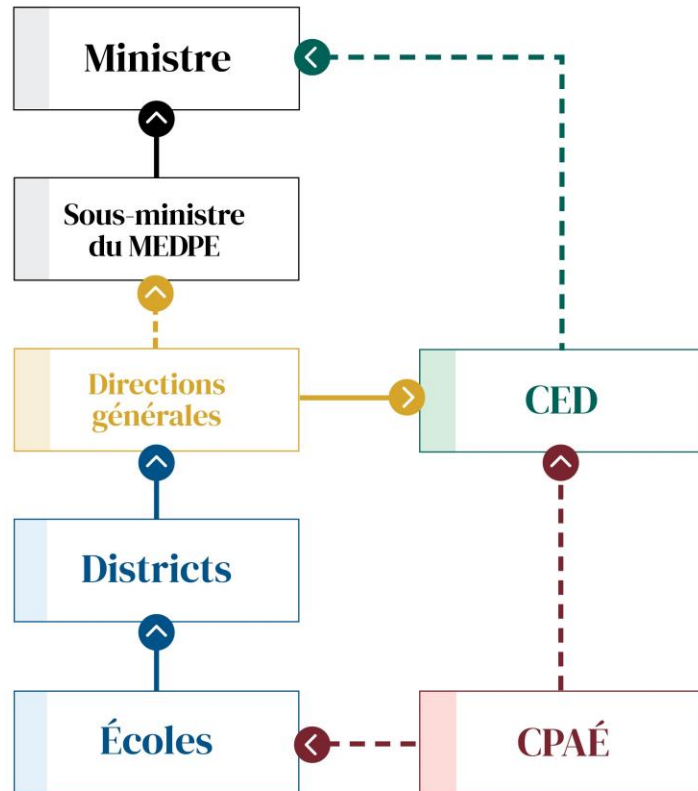 Ministre
Sous-ministre
du MEDPE
Directions
générales
CED
Districts
Écoles
CPAÉ